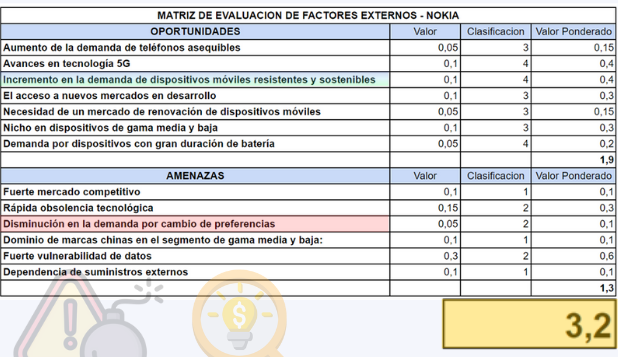 MATRIZ DE EVALUACION DE FACTORES EXTERNOS - NOKIA
OPORTUNIDADES Valor Clasificacion Valor Ponderado
Aumento de la demanda de teléfonos asequibles 0,05 3 0,15
Avances en tecnología 5G 0,1 4 0,4
Incremento en la demanda de dispositivos móviles resistentes y sostenibles 0,1 4 0,4
El acceso a nuevos mercados en desarrollo 0,1 3 0,3
Necesidad de un mercado de renovación de dispositivos móviles 0,05 3 0,15
Nicho en dispositivos de gama media y baja 0,1 3 0,3
Demanda por dispositivos con gran duración de batería 0,05 4 0,2
1,9
AMENAZAS Valor Clasificacion Valor Ponderado
Fuerte mercado competitivo 0,1 1 0,1
Rápida obsolencia tecnológica 0,15 2 0,3
Disminución en la demanda por cambio de preferencias 0,05 2 0,1
Dominio de marcas chinas en el segmento de gama media y baja: 0,1 1 0,1
Fuerte vulnerabilidad de datos 0,3 2 0,6
Dependencia de suministros externos 0,1 1 0,1
1,3
3,2